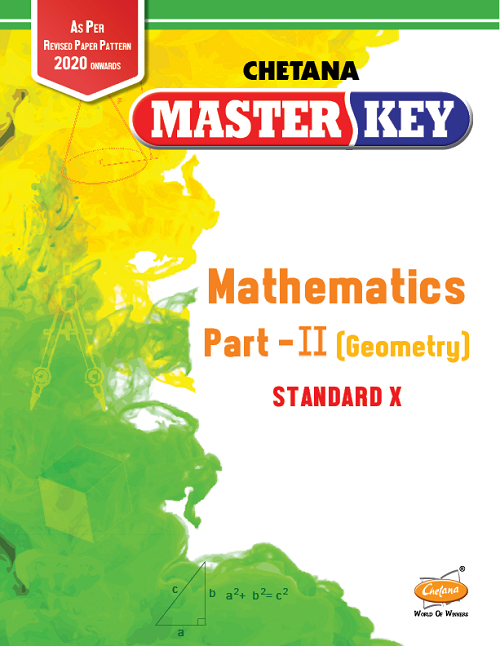 AS PER
REVISED PAPER PATTERN
2020 ONWARDS
CHETANA
MASTER KEY
Mathematics
Part - II (Geometry)
STANDARD X
c b a²+ b²= c²
a
Chetana ®
WORLD OF WINNERS